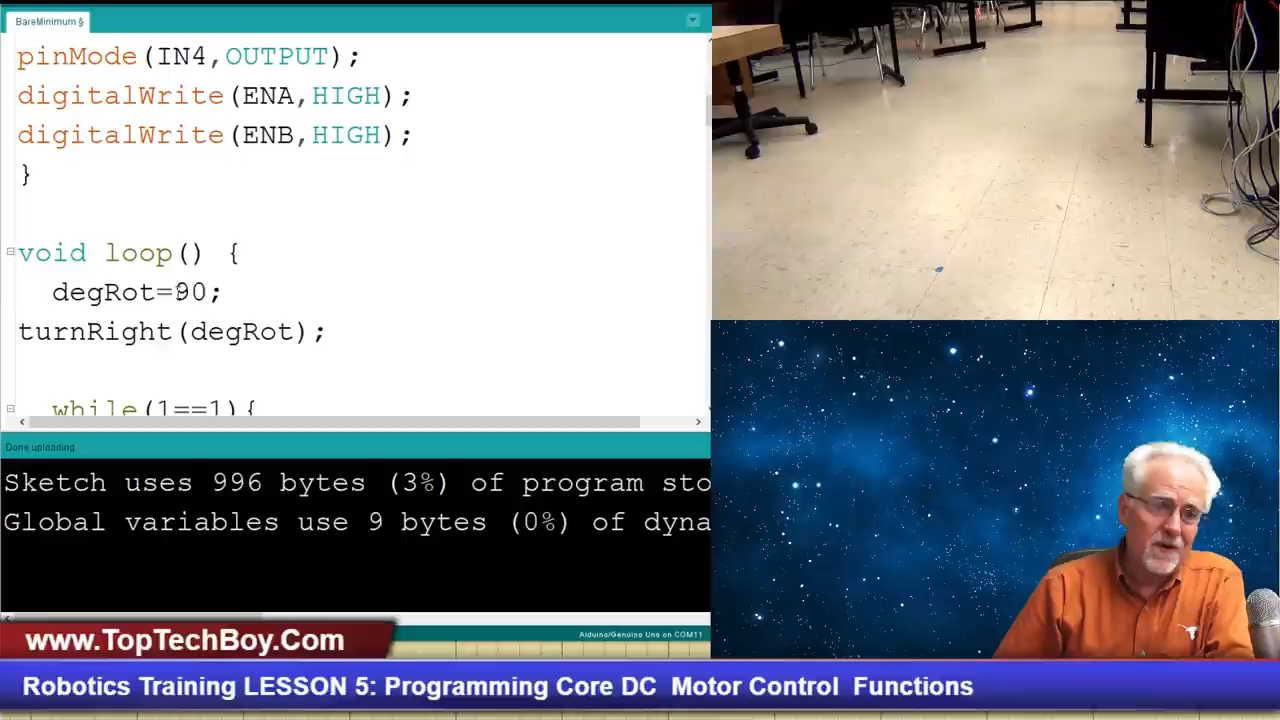 BareMinimum §
pinMode(IN4,OUTPUT);
digitalWrite(ENA,HIGH);
digitalWrite(ENB,HIGH);
}
void loop() {
degRot=90;
turnRight(degRot);
while(1==1){
Done uploading.
Sketch uses 996 bytes (3%) of program sto
Global variables use 9 bytes (0%) of dyna
Arduino/Genuino Uno on COM11
www.TopTechBoy.Com
Robotics Training LESSON 5: Programming Core DC Motor Control Functions